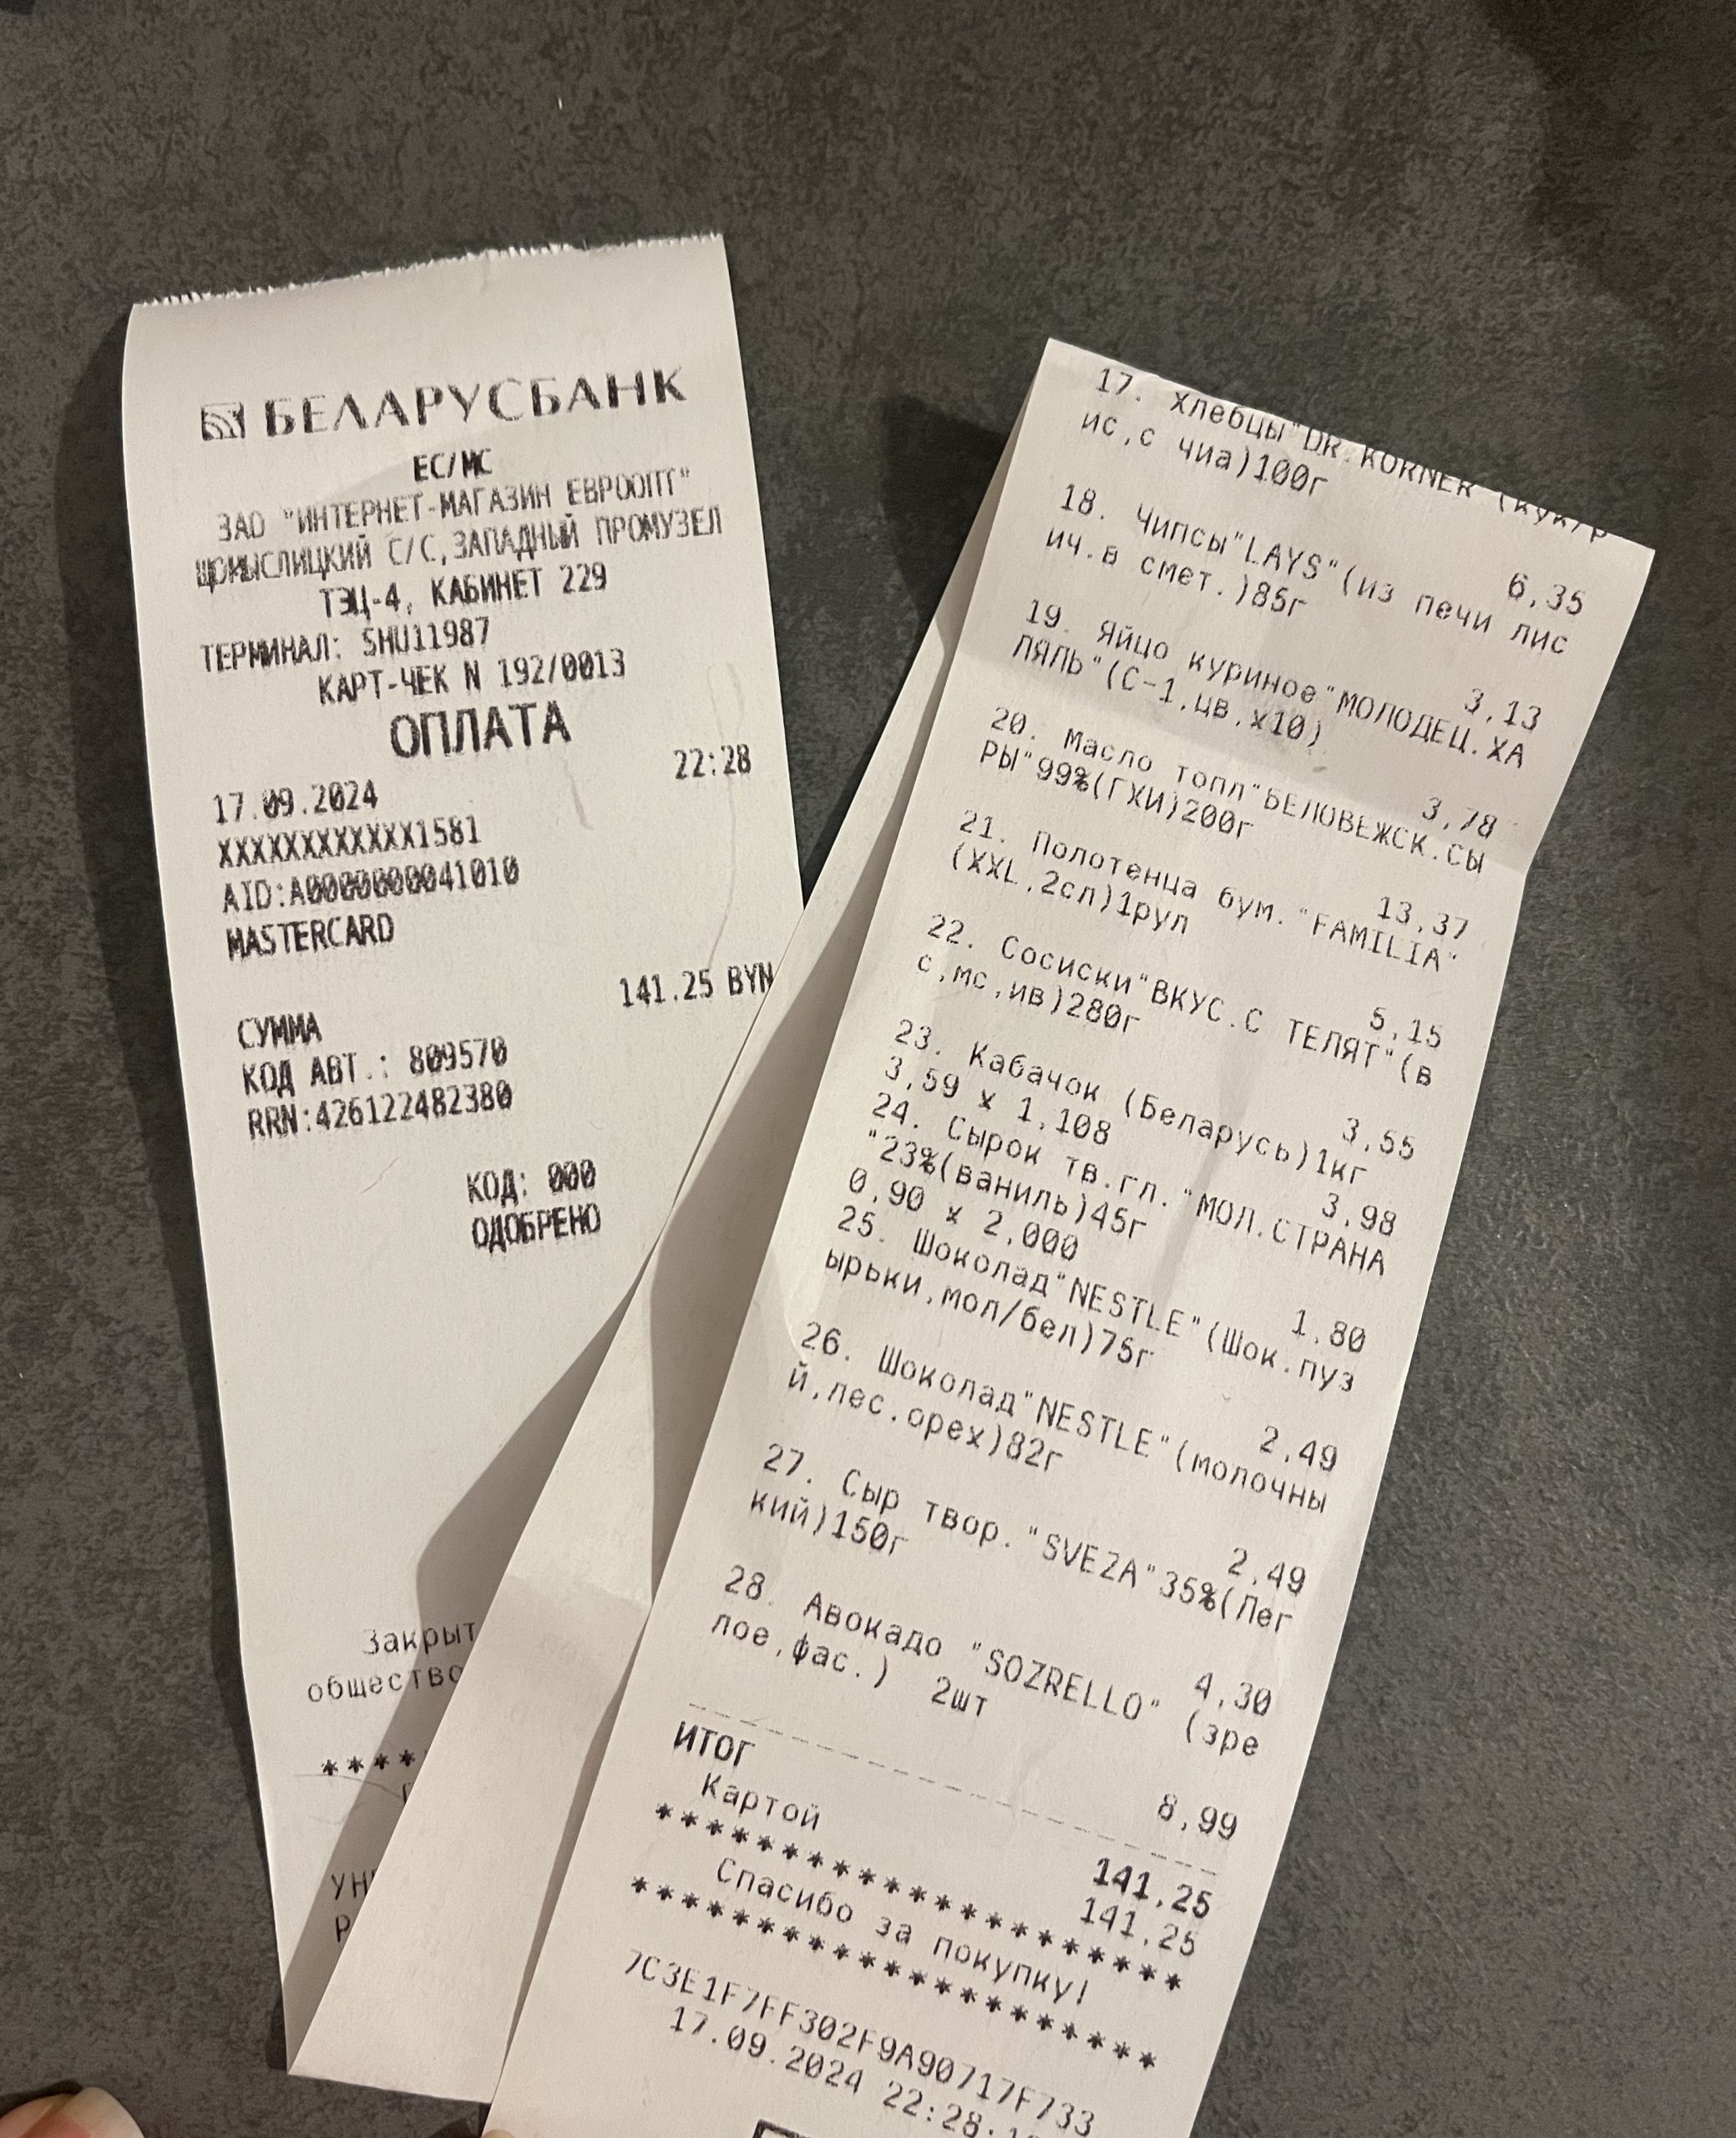 БЕЛАРУСБАНК
ЕС/МС
ЗАО "ИНТЕРНЕТ-МАГАЗИН ЕВРООПТ"
ЩОМЫСЛИЦКИЙ С/С,ЗАПАДНЫЙ ПРОМУЗЕЛ
ТЭЦ-4, КАБИНЕТ 229
ТЕРМИНАЛ: SHU11987
КАРТ-ЧЕК N 192/0013
ОПЛАТА
17.09.2024 22:28
XXXXXXXXXXXX1581
AID:A0000000041010
MASTERCARD
СУММА 141.25 BYN
КОД АВТ.: 809570
RRN:426122482380
КОД: 000
ОДОБРЕНО
Закрыт
общество
****
УН
17. Хлебцы"DR.KORNER (кук/р
ис,с чиа)100г
6,35
18. Чипсы"LAYS"(из печи лис
ич.в смет.)85г
3,13
19. Яйцо куриное"МОЛОДЕЦ.ХА
ЛЯЛЬ"(С-1,цв,х10)
3,78
20. Масло топл"БЕЛОВЕЖСК.СЫ
РЫ"99%(ГХИ)200г
13,37
21. Полотенца бум."FAMILIA"
(XXL,2сл)1рул
5,15
22. Сосиски"ВКУС.С ТЕЛЯТ"(в
с,мс,ив)280г
3,55
23. Кабачок (Беларусь)1кг
3,59 x 1,108
3,98
24. Сырок тв.гл."МОЛ.СТРАНА
"23%(ваниль)45г
0,90 x 2,000
1,80
25. Шоколад"NESTLE"(Шок.пуз
ырьки,мол/бел)75г
2,49
26. Шоколад"NESTLE"(молочны
й,лес.орех)82г
2,49
27. Сыр твор."SVEZA"35%(Лег
кий)150г
4,30
28. Авокадо "SOZRELLO" (зре
лое,фас.) 2шт
8,99
ИТОГ 141,25
Картой 141,25
*********************
Спасибо за покупку!
*********************
7C3E1F7FF302F9A90717F733
17.09.2024 22:28: